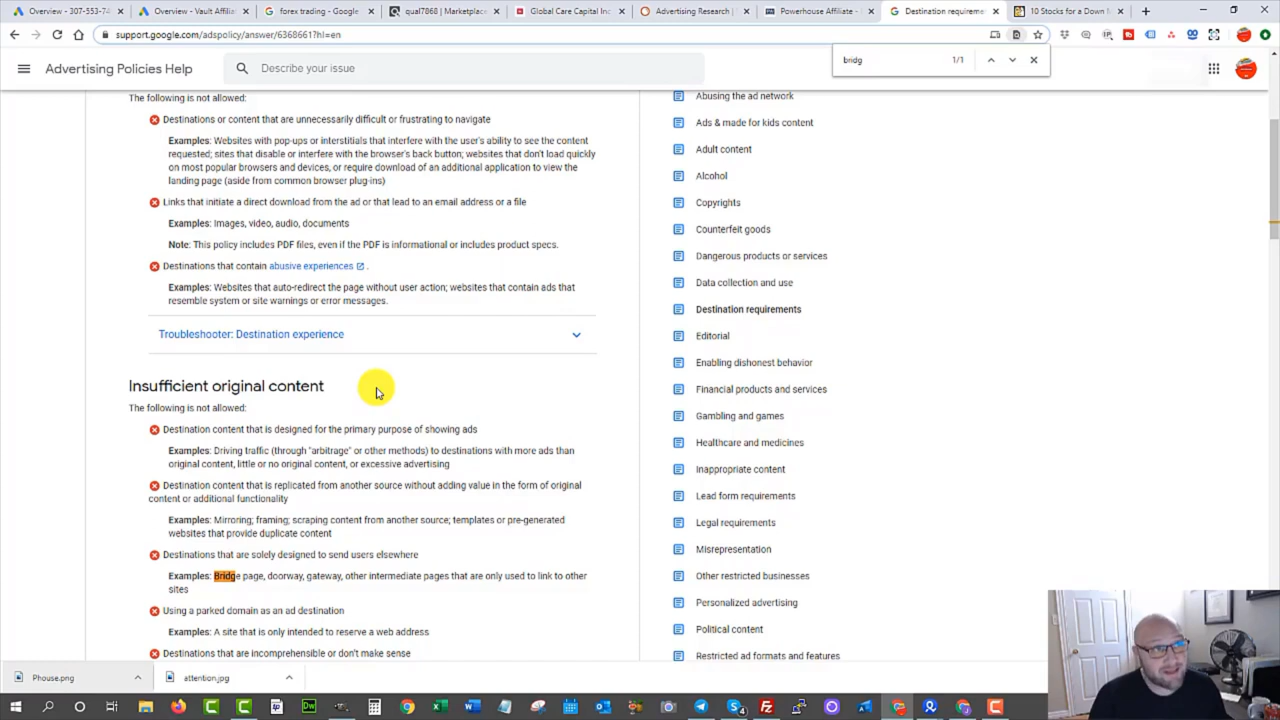 Overview - 307-553-74
Overview - Vault Affilia
forex trading - Google
qual7868 | Marketplace
Global Care Capital Inc
Advertising Research |
Powerhouse Affiliate -
Destination requireme
10 Stocks for a Down M
support.google.com/adspolicy/answer/6368661?hl=en
bridg 1/1
Advertising Policies Help
Describe your issue
The following is not allowed:
Destinations or content that are unnecessarily difficult or frustrating to navigate
Examples: Websites with pop-ups or interstitials that interfere with the user's ability to see the content
requested; sites that disable or interfere with the browser's back button; websites that don't load quickly
on most popular browsers and devices, or require download of an additional application to view the
landing page (aside from common browser plug-ins)
Links that initiate a direct download from the ad or that lead to an email address or a file
Examples: Images, video, audio, documents
Note: This policy includes PDF files, even if the PDF is informational or includes product specs.
Destinations that contain abusive experiences .
Examples: Websites that auto-redirect the page without user action; websites that contain ads that
resemble system or site warnings or error messages.
Troubleshooter: Destination experience
Insufficient original content
The following is not allowed:
Destination content that is designed for the primary purpose of showing ads
Examples: Driving traffic (through "arbitrage" or other methods) to destinations with more ads than
original content, little or no original content, or excessive advertising
Destination content that is replicated from another source without adding value in the form of original
content or additional functionality
Examples: Mirroring; framing; scraping content from another source; templates or pre-generated
websites that provide duplicate content
Destinations that are solely designed to send users elsewhere
Examples: Bridge page, doorway, gateway, other intermediate pages that are only used to link to other
sites
Using a parked domain as an ad destination
Examples: A site that is only intended to reserve a web address
Destinations that are incomprehensible or don't make sense
Abusing the ad network
Ads & made for kids content
Adult content
Alcohol
Copyrights
Counterfeit goods
Dangerous products or services
Data collection and use
Destination requirements
Editorial
Enabling dishonest behavior
Financial products and services
Gambling and games
Healthcare and medicines
Inappropriate content
Lead form requirements
Legal requirements
Misrepresentation
Other restricted businesses
Personalized advertising
Political content
Restricted ad formats and features
Phouse.png
attention.jpg